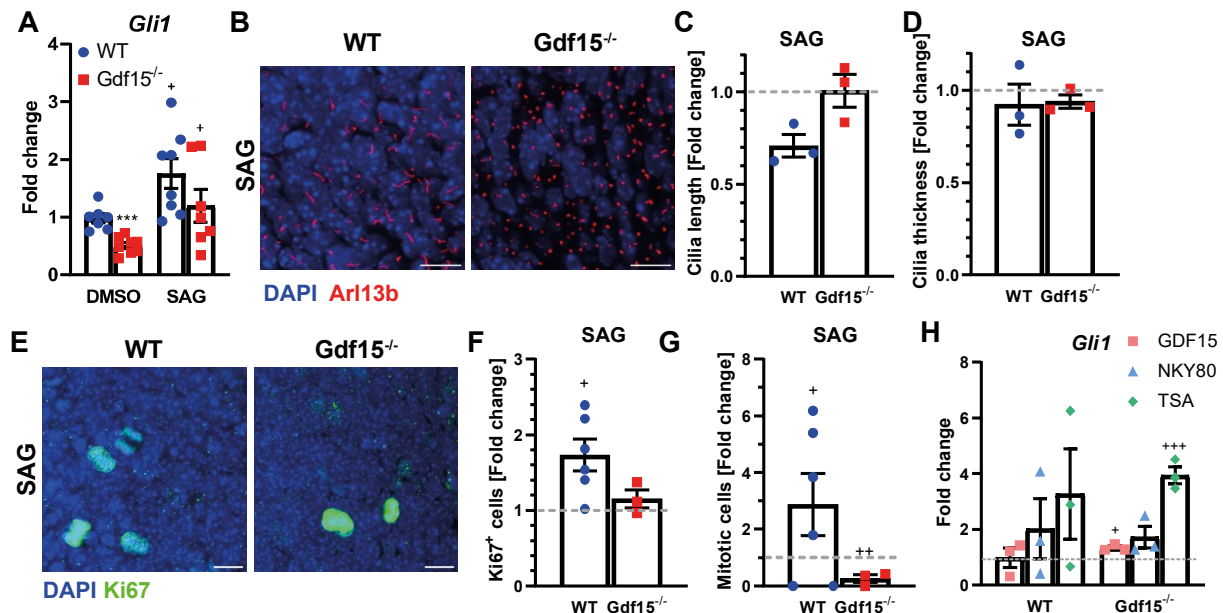 A
Gli1
WT
Gdf15-/-
Fold change
4
3
2
1
0
+
+
***
DMSO
SAG
B
WT
Gdf15-/-
SAG
DAPI Arl13b
C
SAG
Cilia length [Fold change]
1.0
0.5
0.0
WT Gdf15-/-
D
SAG
Cilia thickness [Fold change]
1.0
0.5
0.0
WT Gdf15-/-
E
WT
Gdf15-/-
SAG
DAPI Ki67
F
SAG
Ki67+ cells [Fold change]
3
2
1
0
+
WT Gdf15-/-
G
SAG
Mitotic cells [Fold change]
8
6
4
2
0
+
++
WT Gdf15-/-
H
Gli1
GDF15
NKY80
TSA
Fold change
8
6
4
2
0
+
+++
WT
Gdf15-/-